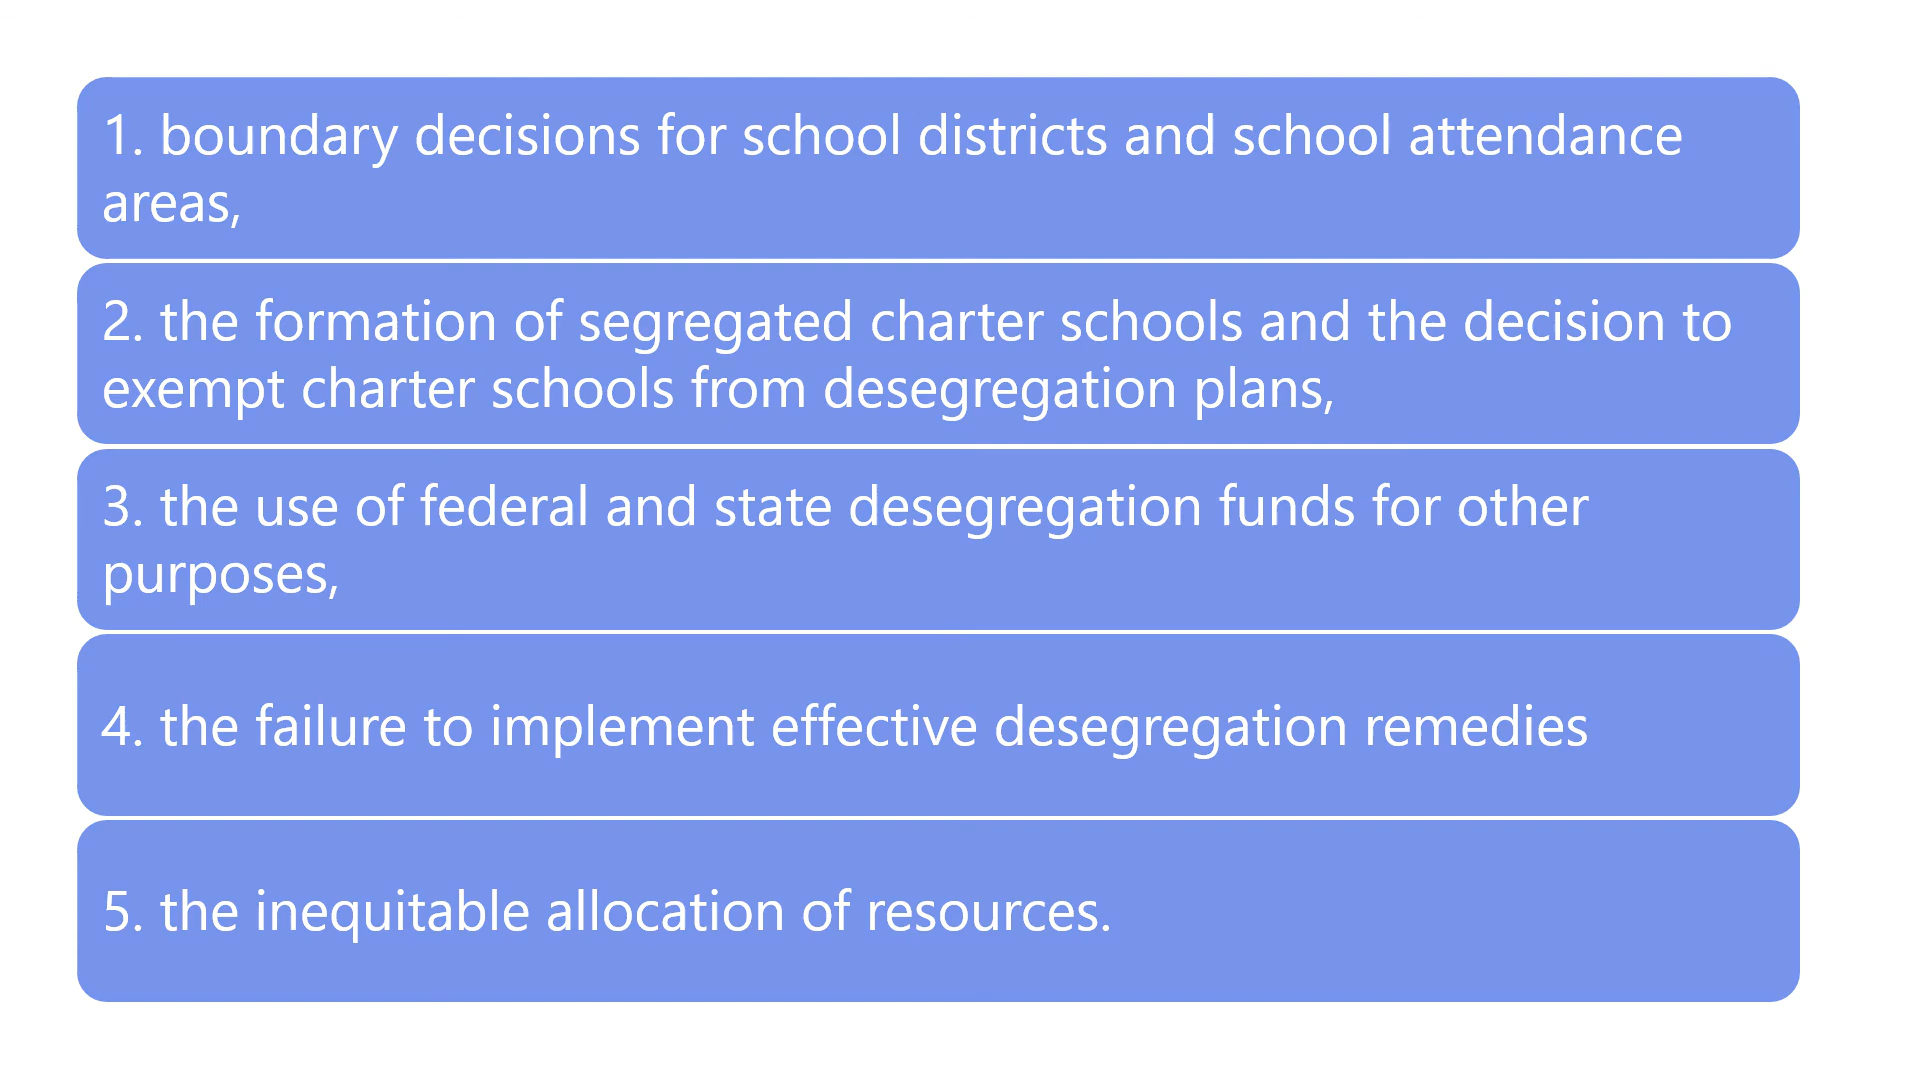 1. boundary decisions for school districts and school attendance
areas,
2. the formation of segregated charter schools and the decision to
exempt charter schools from desegregation plans,
3. the use of federal and state desegregation funds for other
purposes,
4. the failure to implement effective desegregation remedies
5. the inequitable allocation of resources.